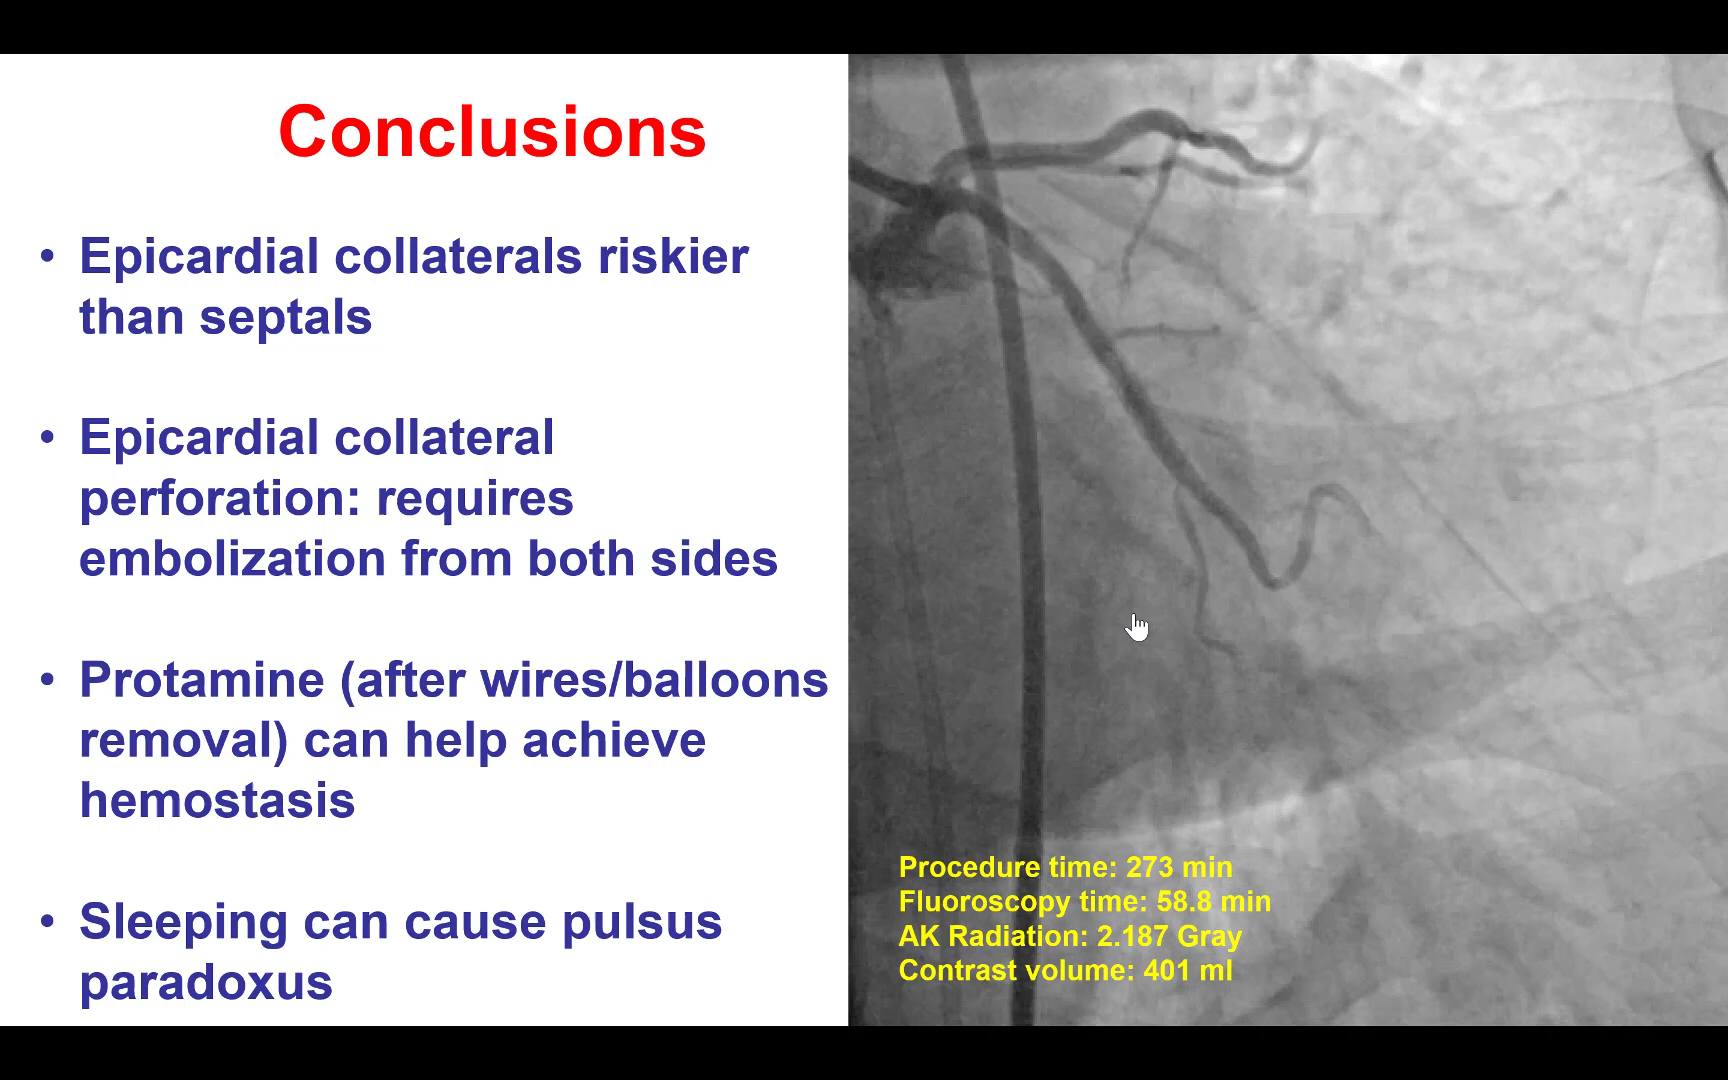 Conclusions
• Epicardial collaterals riskier
than septals
• Epicardial collateral
perforation: requires
embolization from both sides
• Protamine (after wires/balloons
removal) can help achieve
hemostasis
• Sleeping can cause pulsus
paradoxus
Procedure time: 273 min
Fluoroscopy time: 58.8 min
AK Radiation: 2.187 Gray
Contrast volume: 401 ml